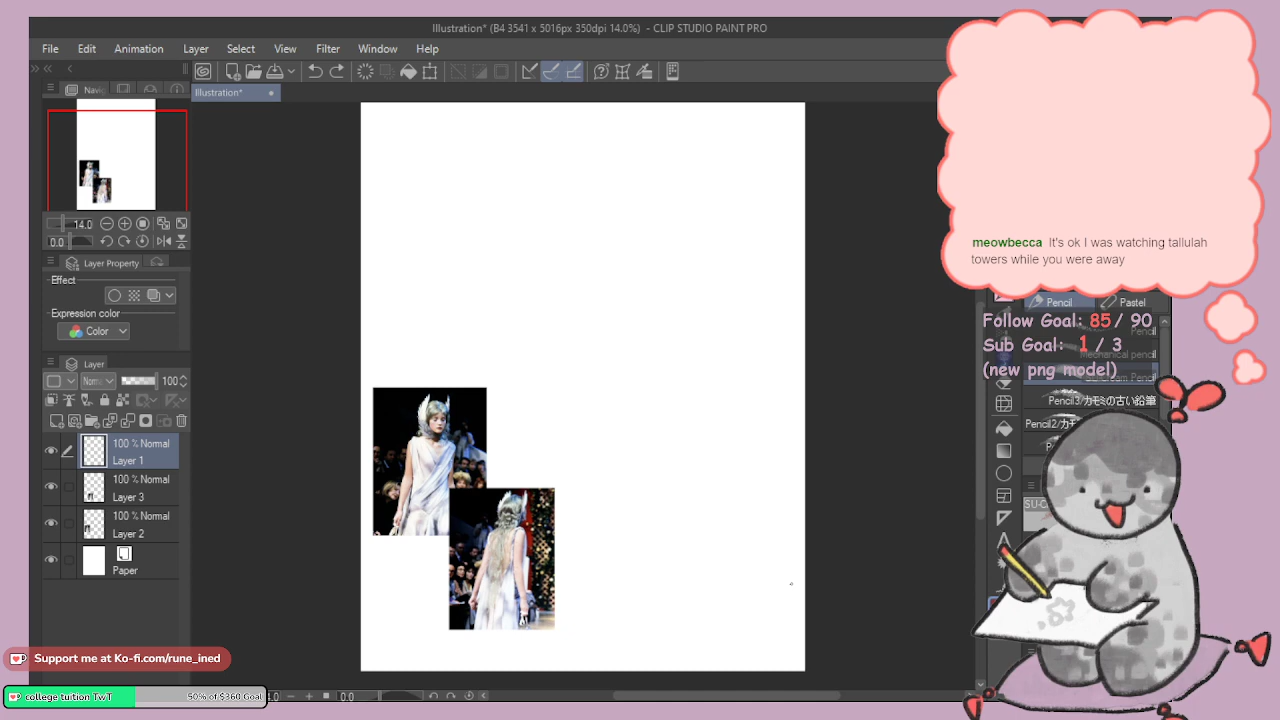 Illustration* (B4 3541 x 5016px 350dpi 14.0%) - CLIP STUDIO PAINT PRO
File Edit Animation Layer Select View Filter Window Help
Illustration*
Navi
14.0
0.0
Layer Property
Effect
Expression color
Color
Layer
Norm 100
100 % Normal
Layer 1
100 % Normal
Layer 3
100 % Normal
Layer 2
Paper
meowbecca It's ok I was watching tallulah
towers while you were away
Pencil Pastel
Follow Goal: 85/ 90
Pencil
Sub Goal: 1 / 3
Mechanical pencil
(new png model)
Pencil
Pencil3/カモミの古い鉛筆
Pencil2/カモ
Support me at Ko-fi.com/rune_ined
college tuition TwT 50% of $360 Goal
0.0